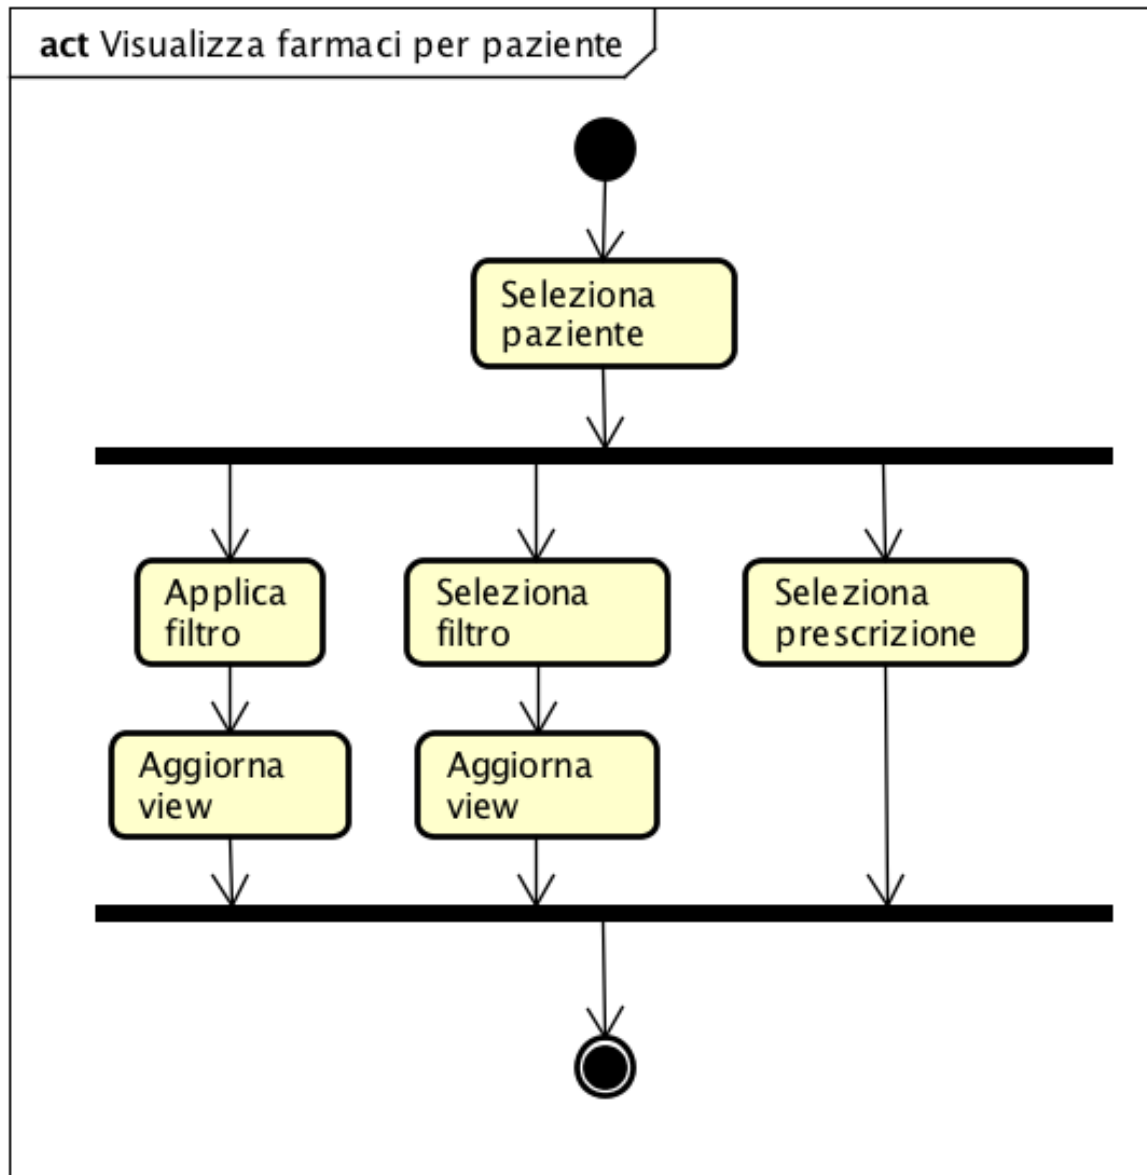 act Visualizza farmaci per paziente
Seleziona
paziente
Applica
filtro
Seleziona
filtro
Seleziona
prescrizione
Aggiorna
view
Aggiorna
view